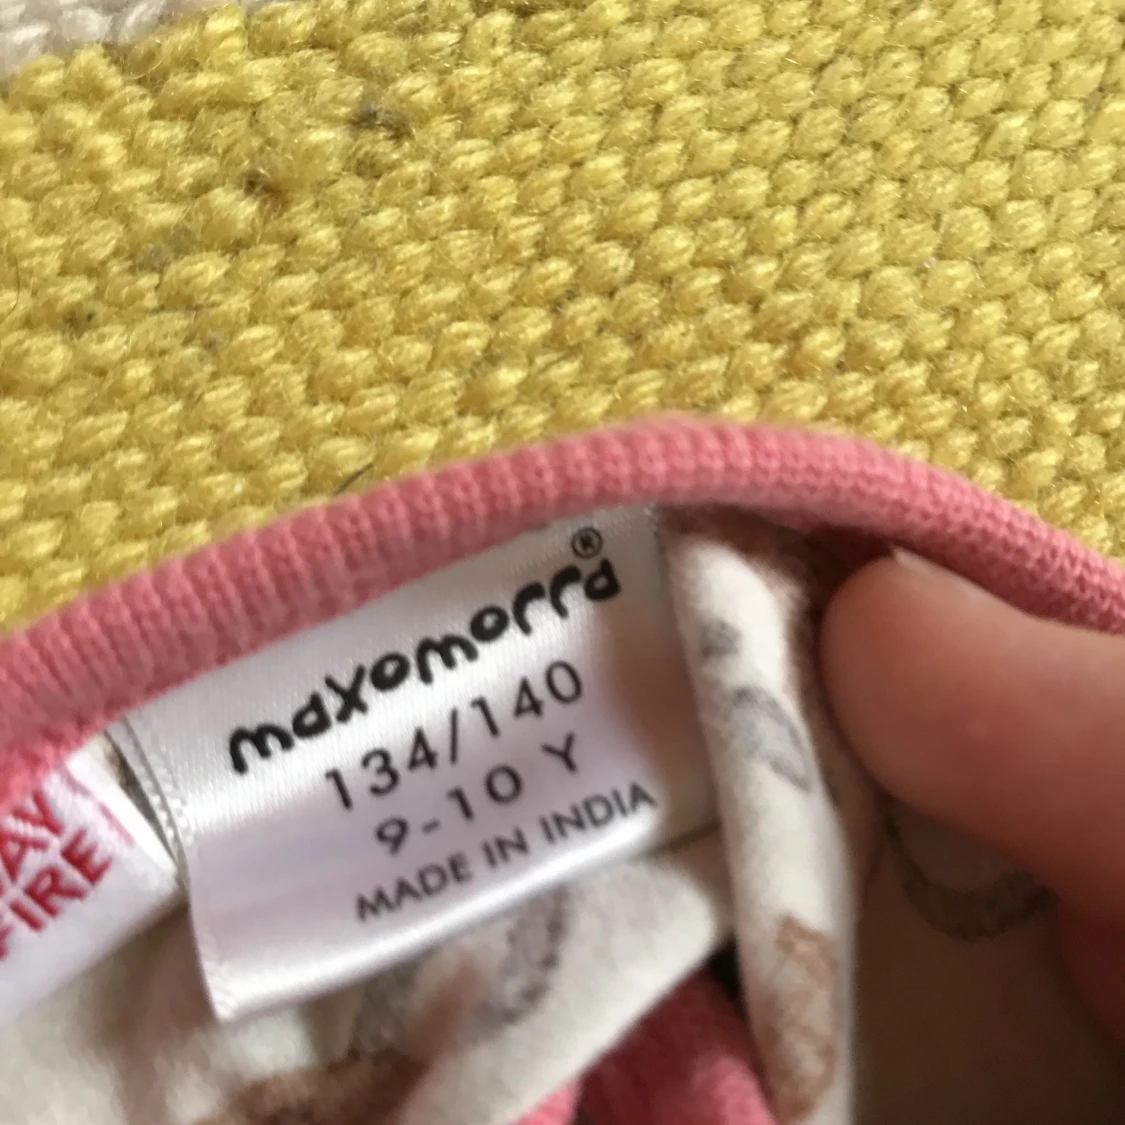 maxomorra®
134/140
9-10 Y
MADE IN INDIA
FIRE